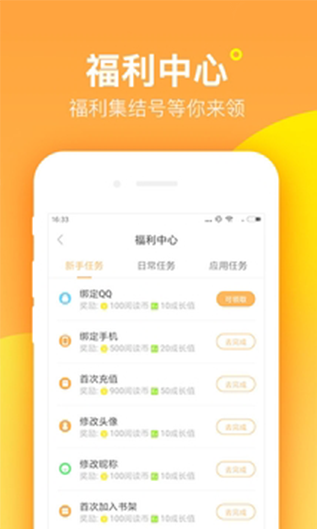 福利中心
福利集结号等你来领
16:33
福利中心
新手任务 日常任务 应用任务
绑定QQ
奖励: 100阅读币 10成长值
可领取
绑定手机
奖励: 500阅读币 20成长值
去完成
首次充值
奖励: 900阅读币 50成长值
去完成
修改头像
奖励: 100阅读币 10成长值
去完成
修改昵称
奖励: 100阅读币 10成长值
去完成
首次加入书架
奖励: 100阅读币 10成长值
去完成